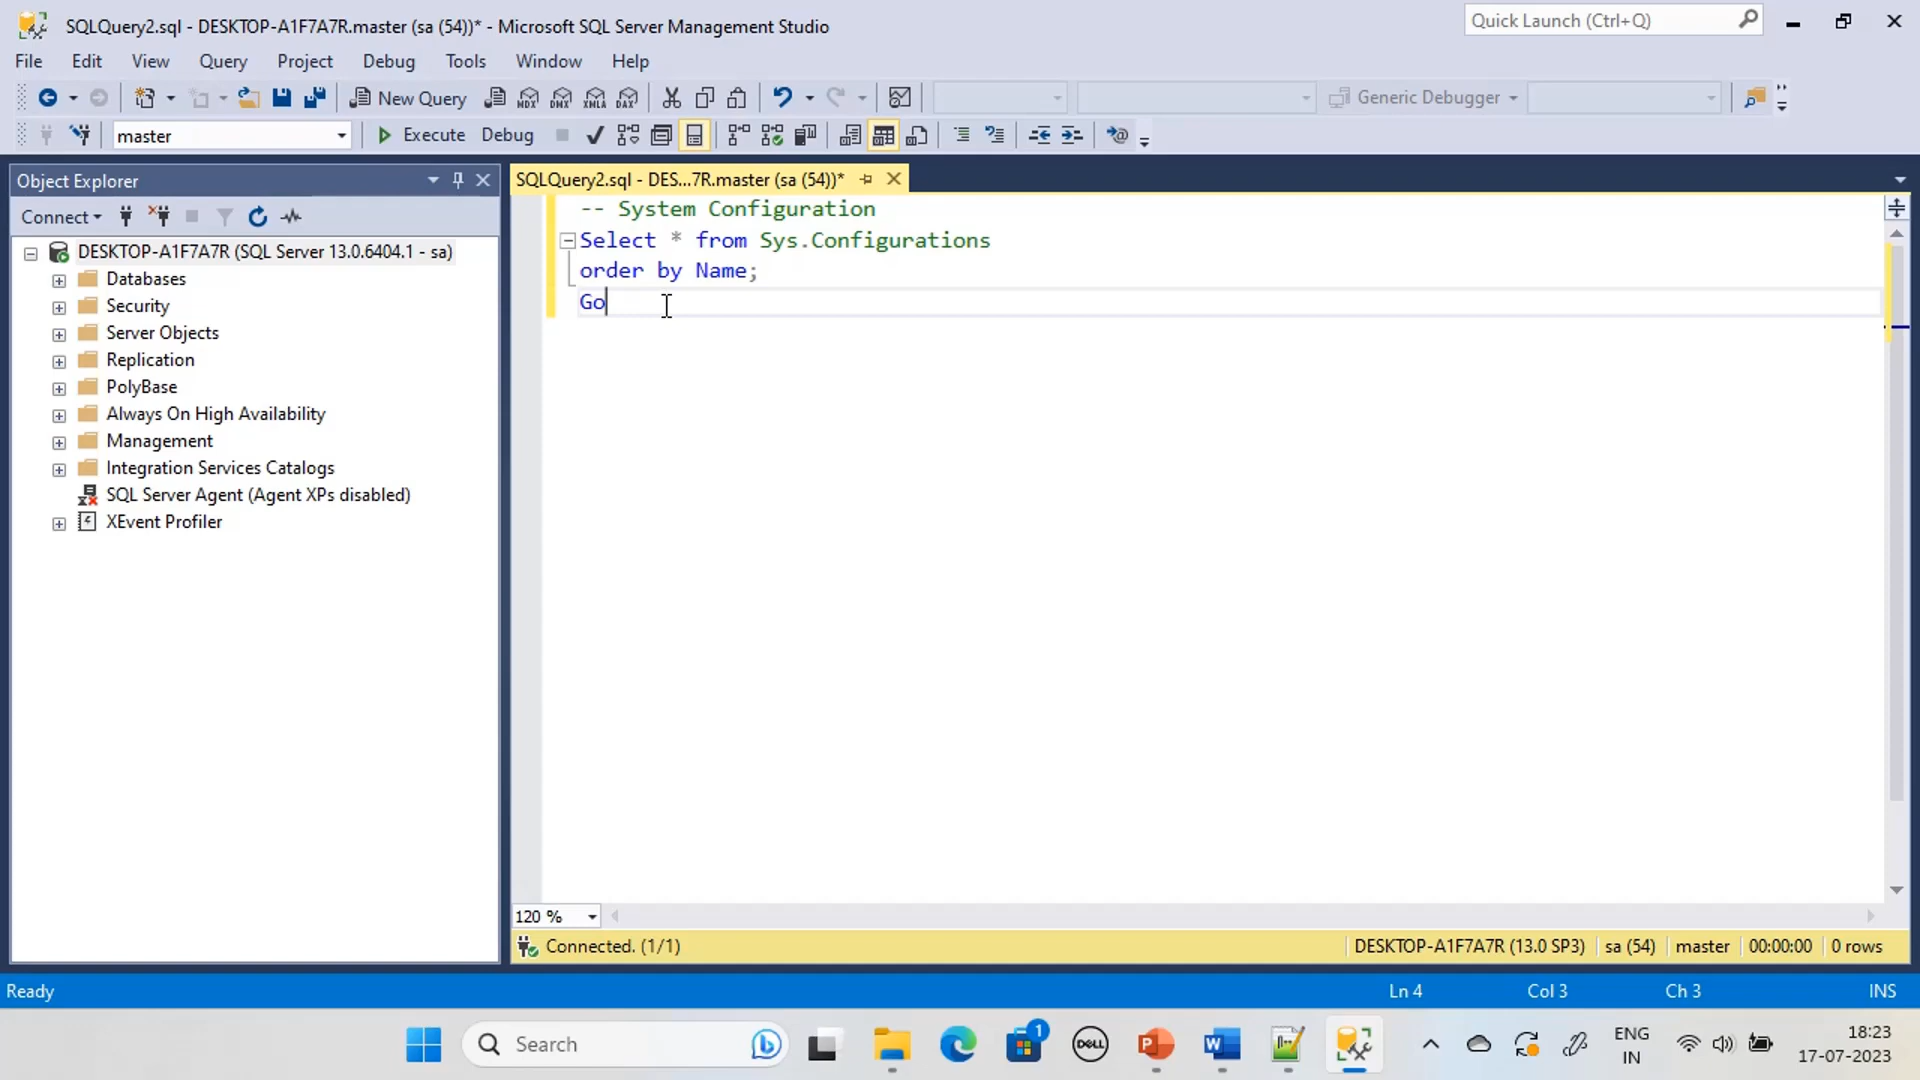 SQLQuery2.sql - DESKTOP-A1F7A7R.master (sa (54))* - Microsoft SQL Server Management Studio
Quick Launch (Ctrl+Q)
File Edit View Query Project Debug Tools Window Help
New Query
MDX DMX XMLA DAX
Generic Debugger
master
Execute
Debug
Object Explorer
SQLQuery2.sql - DES...7R.master (sa (54))*
Connect
DESKTOP-A1F7A7R (SQL Server 13.0.6404.1 - sa)
Databases
Security
Server Objects
Replication
PolyBase
Always On High Availability
Management
Integration Services Catalogs
SQL Server Agent (Agent XPs disabled)
XEvent Profiler
-- System Configuration
Select * from Sys.Configurations
order by Name;
Go
120 %
Connected. (1/1)
DESKTOP-A1F7A7R (13.0 SP3)
sa (54)
master
00:00:00
0 rows
Ready
Ln 4
Col 3
Ch 3
INS
Search
1
DELL
P
W
ENG
IN
18:23
17-07-2023